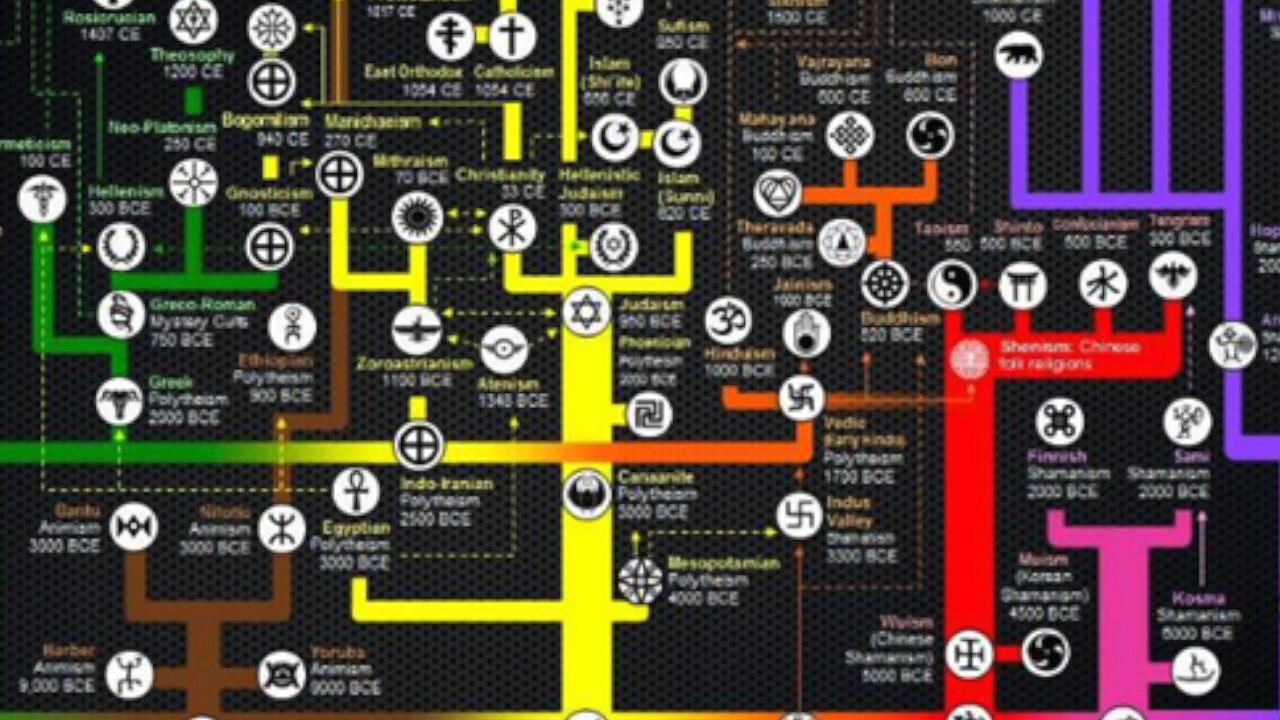 Rosicrucian
1407 CE
Theosophy
1200 CE
1517 CE
East Orthodox
1054 CE
Catholicism
1054 CE
Sufism
Islam
(Shi'ite)
1500 CE
Vajrayana
Buddhism
600 CE
Bon
Buddhism
1000 CE
Bogomilism
940 CE
Manichaeism
270 CE
Neo-Platonism
Mahayana
Buddhism
100 CE
100 CE
Mithraism
70 BCE
Christianity
33 CE
Hellenistic
Judaism
300 BCE
Islam
(Sunni)
620 CE
Hellenism
300 BCE
Gnosticism
100 BCE
Theravada
Buddhism
250 BCE
Taoism
550
Shinto
500 BCE
Confucianism
500 BCE
Tengrism
300 BCE
Jainism
Buddhism
520 BCE
Greco-Roman
Mystery Cults
750 BCE
Judaism
950 BCE
Phoenician
Polytheism
2000 BCE
Ethiopian
Polytheism
900 BCE
Zoroastrianism
1100 BCE
Atenism
1348 BCE
Hinduism
1000 BCE
Shenism: Chinese
folk religions
Greek
Polytheism
2000 BCE
Vedic
(Early Hindu)
Polytheism
1700 BCE
Finnish
Shamanism
2000 BCE
Sami
Shamanism
2000 BCE
Indo-Iranian
Polytheism
2500 BCE
Canaanite
Polytheism
3000 BCE
Indus
Valley
Shamanism
3300 BCE
Bantu
Animism
3000 BCE
Nilotic
Animism
3000 BCE
Egyptian
Polytheism
3000 BCE
Mesopotamian
Polytheism
4000 BCE
Muism
(Korean
Shamanism)
4500 BCE
Kosma
Shamanism
5000 BCE
Wuism
(Chinese
Shamanism)
5000 BCE
Berber
Animism
9,000 BCE
Yoruba
Animism
9000 BCE